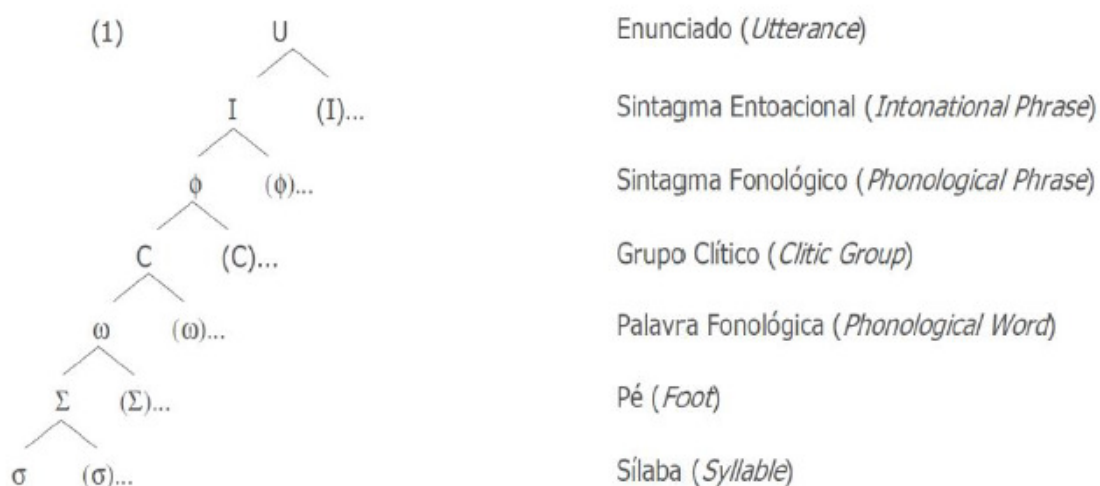 (1) U Enunciado (Utterance)
I (I)... Sintagma Entoacional (Intonational Phrase)
ϕ (ϕ)... Sintagma Fonológico (Phonological Phrase)
C (C)... Grupo Clítico (Clitic Group)
ω (ω)... Palavra Fonológica (Phonological Word)
Σ (Σ)... Pé (Foot)
σ (σ)... Sílaba (Syllable)